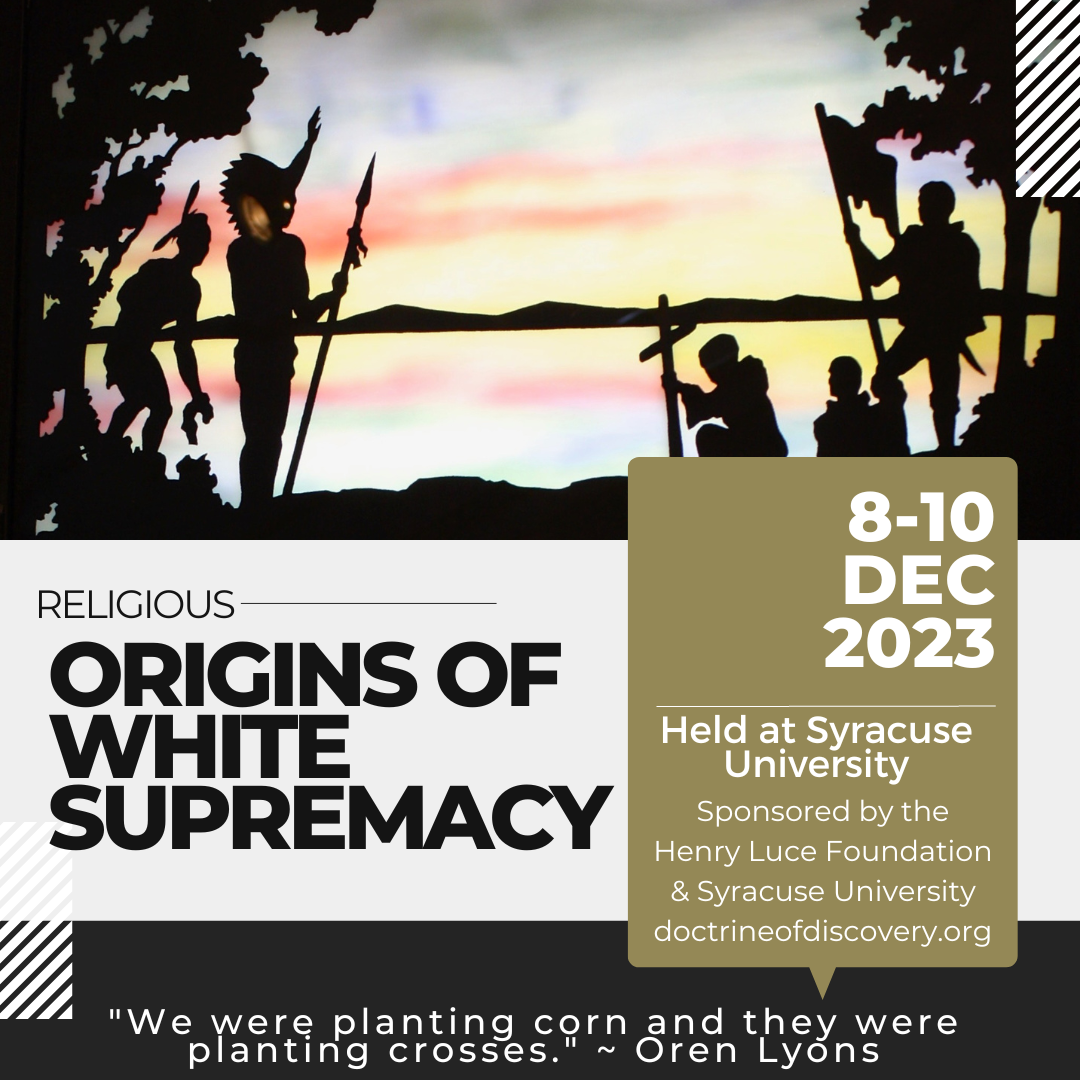 RELIGIOUS
ORIGINS OF
WHITE
SUPREMACY
8-10
DEC
2023
Held at Syracuse
University
Sponsored by the
Henry Luce Foundation
& Syracuse University
doctrineofdiscovery.org
"We were planting corn and they were
planting crosses." ~ Oren Lyons